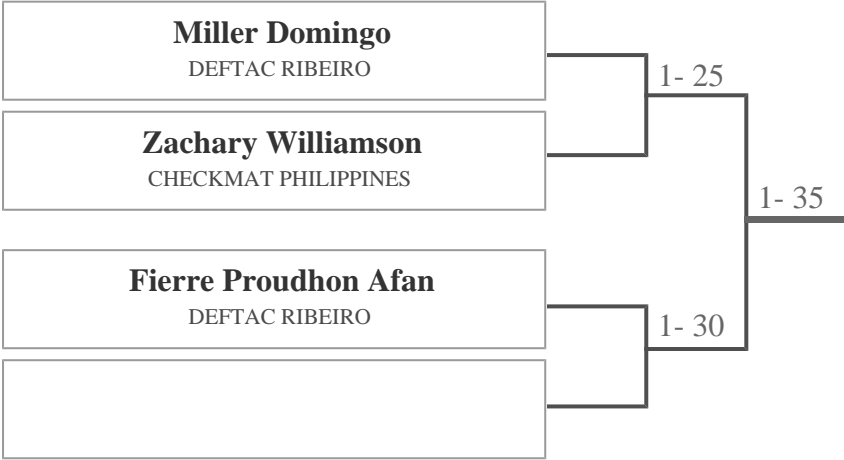 Miller Domingo
DEFTAC RIBEIRO
1- 25
Zachary Williamson
CHECKMAT PHILIPPINES
1- 35
Fierre Proudhon Afan
DEFTAC RIBEIRO
1- 30